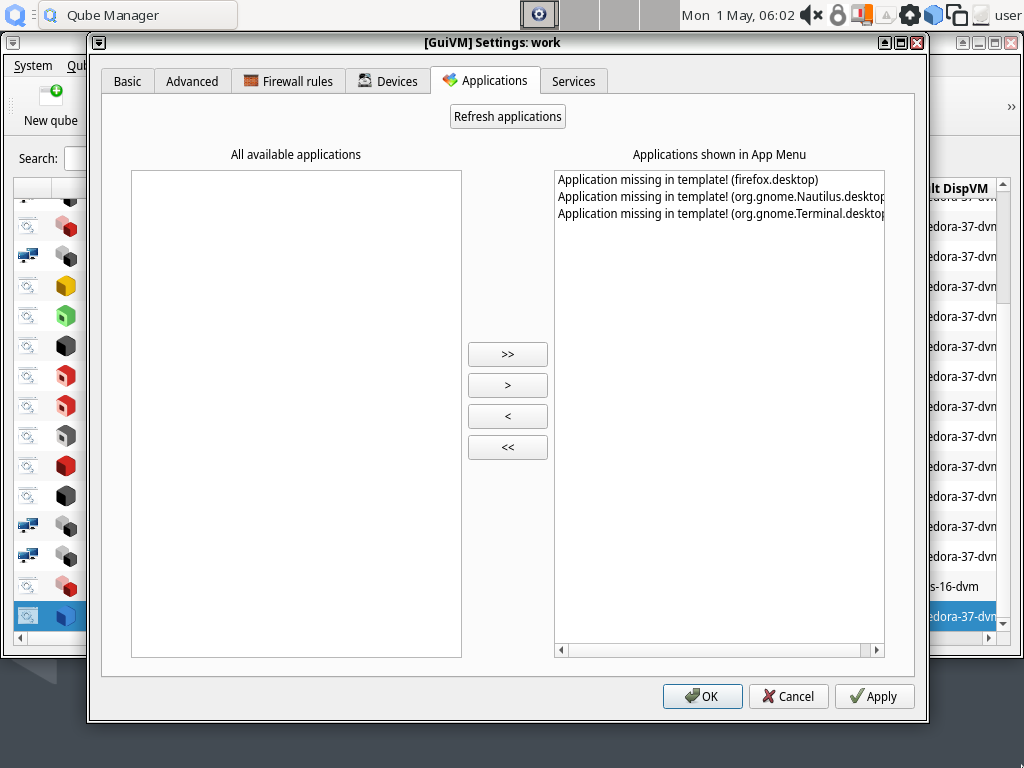 Qube Manager
Mon 1 May, 06:02
user
[GuiVM] Settings: work
System
Qub
New qube
Search:
Basic
Advanced
Firewall rules
Devices
Applications
Services
Refresh applications
All available applications
Applications shown in App Menu
Application missing in template! (firefox.desktop)
Application missing in template! (org.gnome.Nautilus.desktop
Application missing in template! (org.gnome.Terminal.desktop
>>
>
<
<<
lt DispVM
edora-37-dvm
edora-37-dvm
edora-37-dvm
edora-37-dvm
edora-37-dvm
edora-37-dvm
edora-37-dvm
edora-37-dvm
edora-37-dvm
edora-37-dvm
edora-37-dvm
edora-37-dvm
s-16-dvm
edora-37-dvm
OK
Cancel
Apply